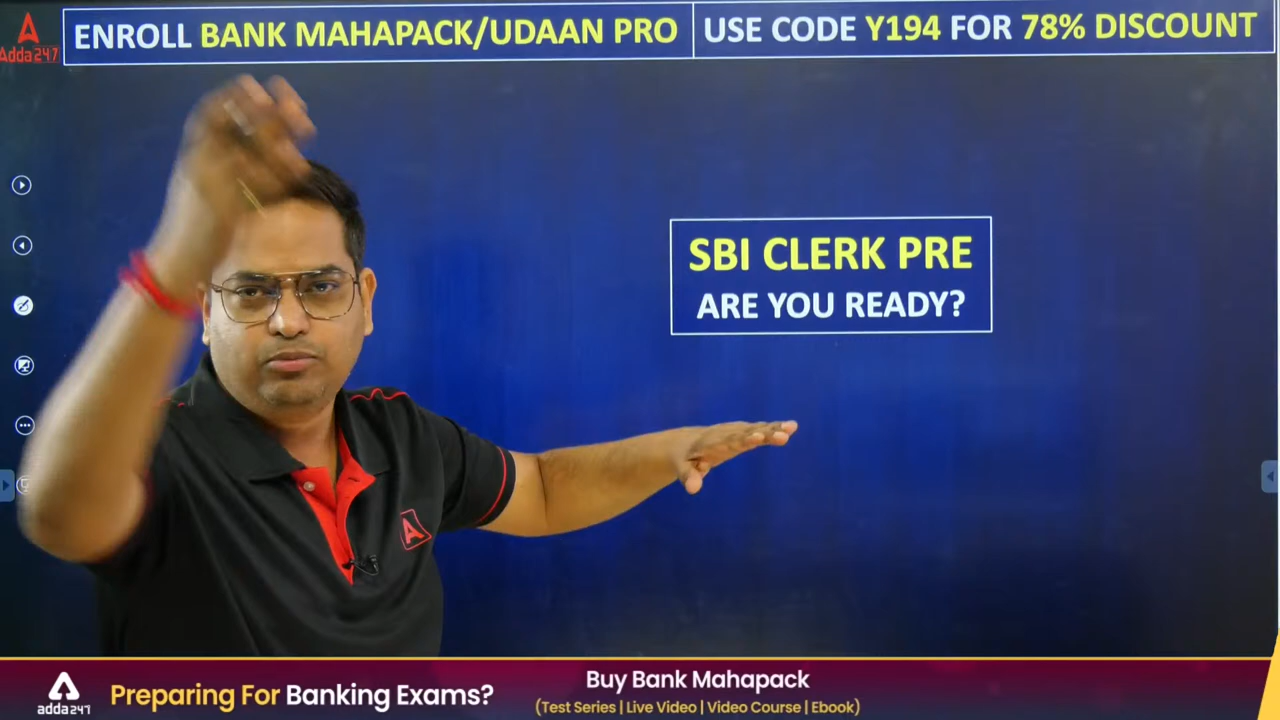 ENROLL BANK MAHAPACK/UDAAN PRO
USE CODE Y194 FOR 78% DISCOUNT
Adda247
SBI CLERK PRE
ARE YOU READY?
A
adda247
Preparing For Banking Exams?
Buy Bank Mahapack
(Test Series | Live Video | Video Course | Ebook)